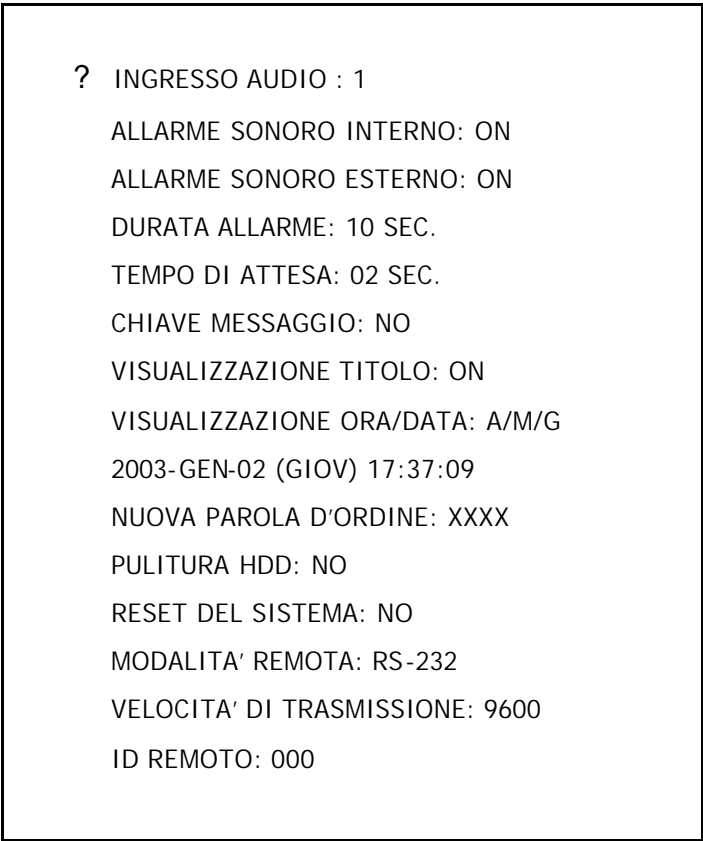 ? INGRESSO AUDIO : 1
ALLARME SONORO INTERNO: ON
ALLARME SONORO ESTERNO: ON
DURATA ALLARME: 10 SEC.
TEMPO DI ATTESA: 02 SEC.
CHIAVE MESSAGGIO: NO
VISUALIZZAZIONE TITOLO: ON
VISUALIZZAZIONE ORA/DATA: A/M/G
2003-GEN-02 (GIOV) 17:37:09
NUOVA PAROLA D'ORDINE: XXXX
PULITURA HDD: NO
RESET DEL SISTEMA: NO
MODALITA' REMOTA: RS-232
VELOCITA' DI TRASMISSIONE: 9600
ID REMOTO: 000